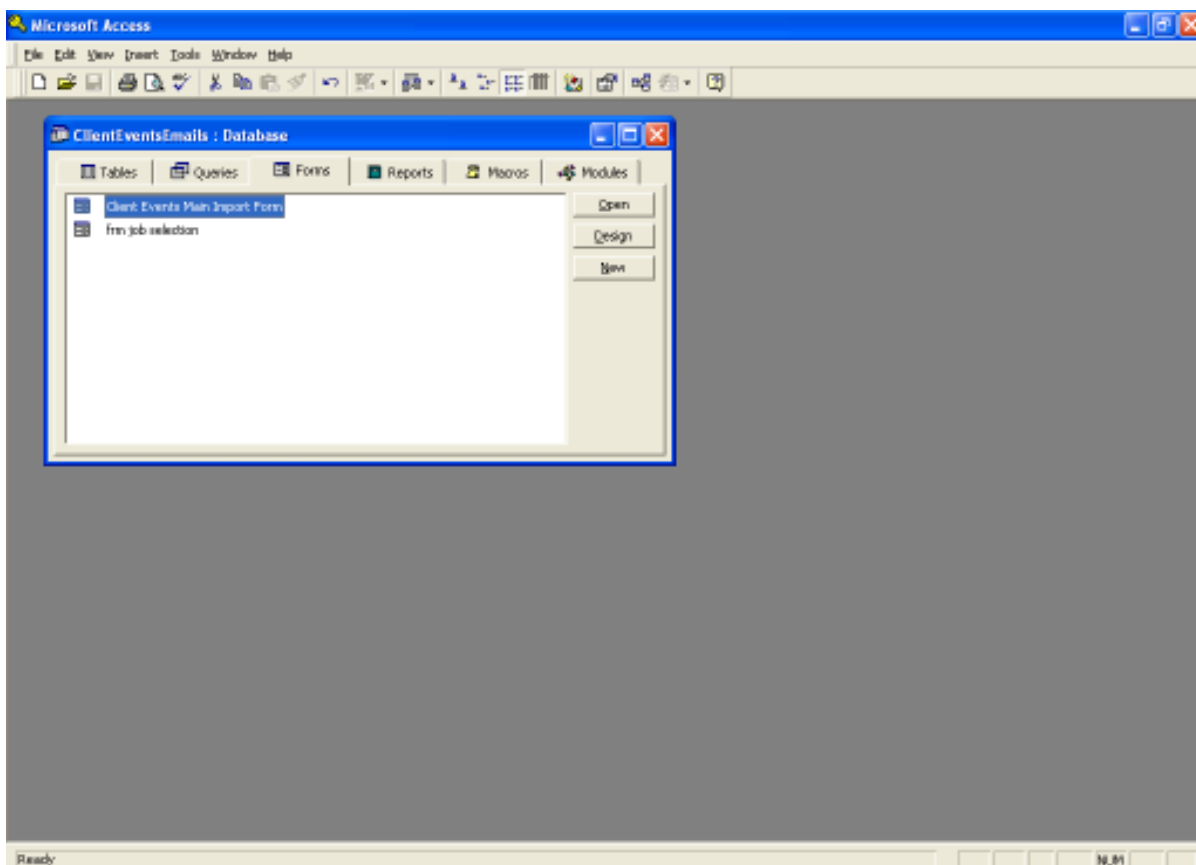 Microsoft Access
File Edit View Insert Tools Window Help
ClientEventsEmails : Database
Tables Queries Forms Reports Macros Modules
Client Events Main Import Form
frm job selection
Open
Design
New
Ready
NUM